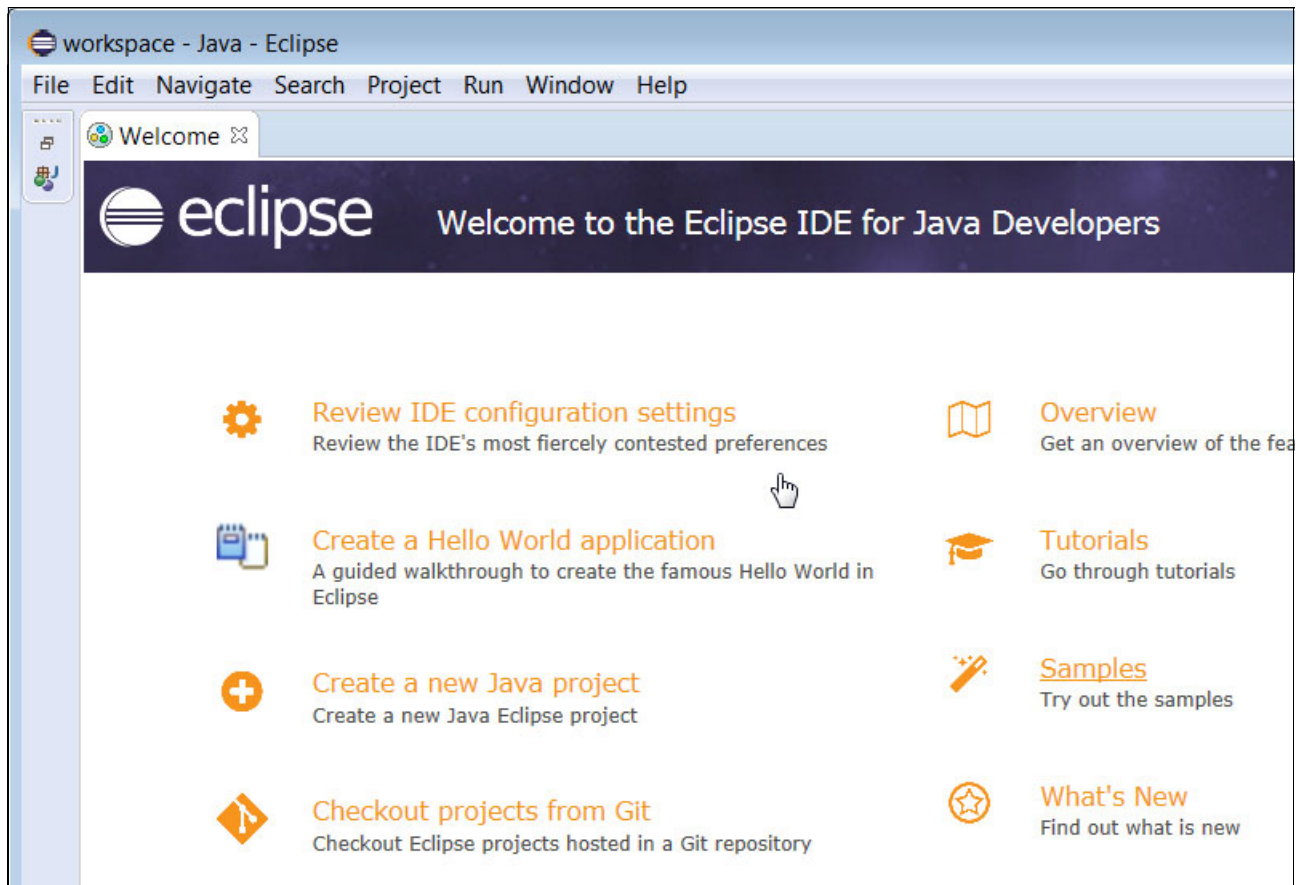 workspace - Java - Eclipse
File Edit Navigate Search Project Run Window Help
Welcome
eclipse
Welcome to the Eclipse IDE for Java Developers
Review IDE configuration settings
Review the IDE's most fiercely contested preferences
Create a Hello World application
A guided walkthrough to create the famous Hello World in
Eclipse
Create a new Java project
Create a new Java Eclipse project
Checkout projects from Git
Checkout Eclipse projects hosted in a Git repository
Overview
Get an overview of the fea
Tutorials
Go through tutorials
Samples
Try out the samples
What's New
Find out what is new